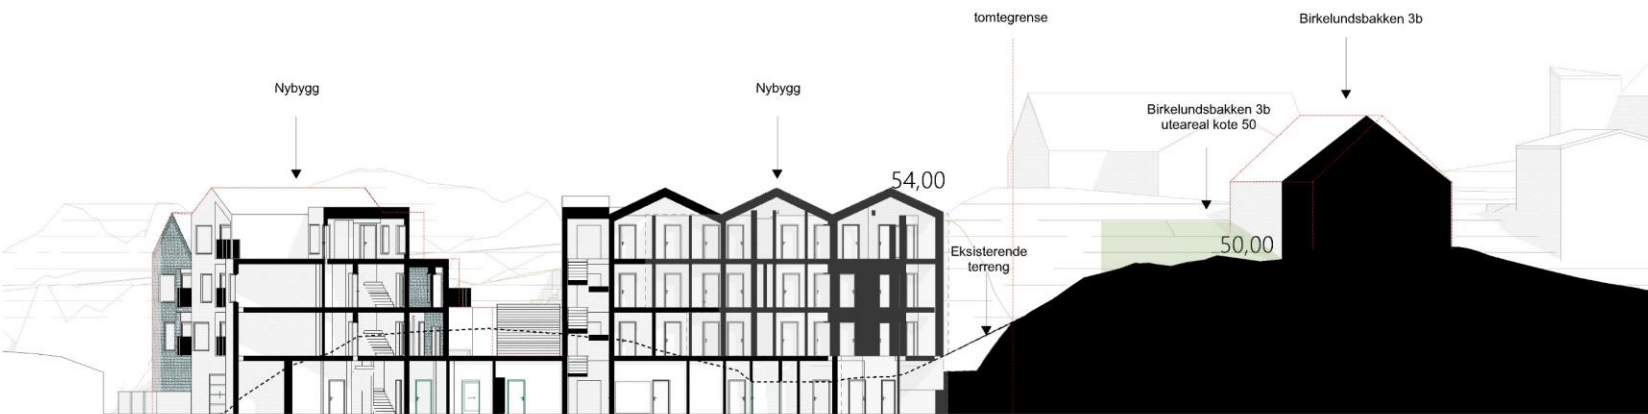 tomtegrense
Birkelundsbakken 3b
Nybygg
Nybygg
Birkelundsbakken 3b
uteareal kote 50
54,00
50,00
Eksisterende
terreng